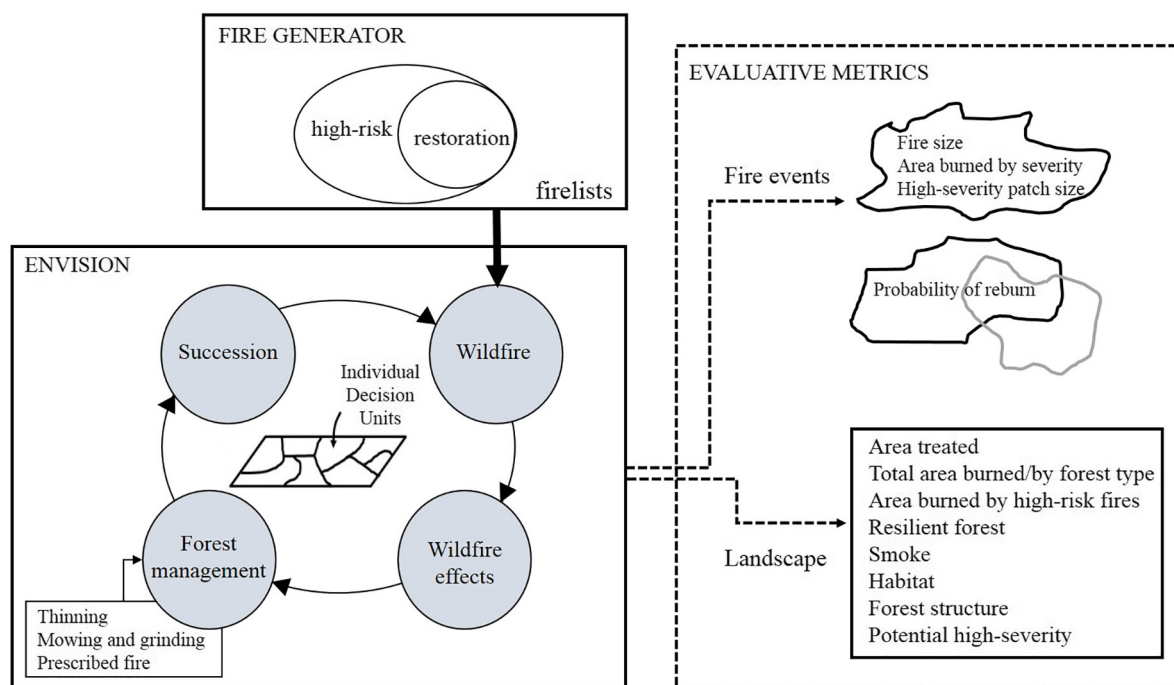 FIRE GENERATOR
high-risk
restoration
firelists
ENVISION
Succession
Wildfire
Individual
Decision
Units
Forest
management
Wildfire
effects
Thinning
Mowing and grinding
Prescribed fire
EVALUATIVE METRICS
Fire events
Fire size
Area burned by severity
High-severity patch size
Probability of reburn
Landscape
Area treated
Total area burned/by forest type
Area burned by high-risk fires
Resilient forest
Smoke
Habitat
Forest structure
Potential high-severity